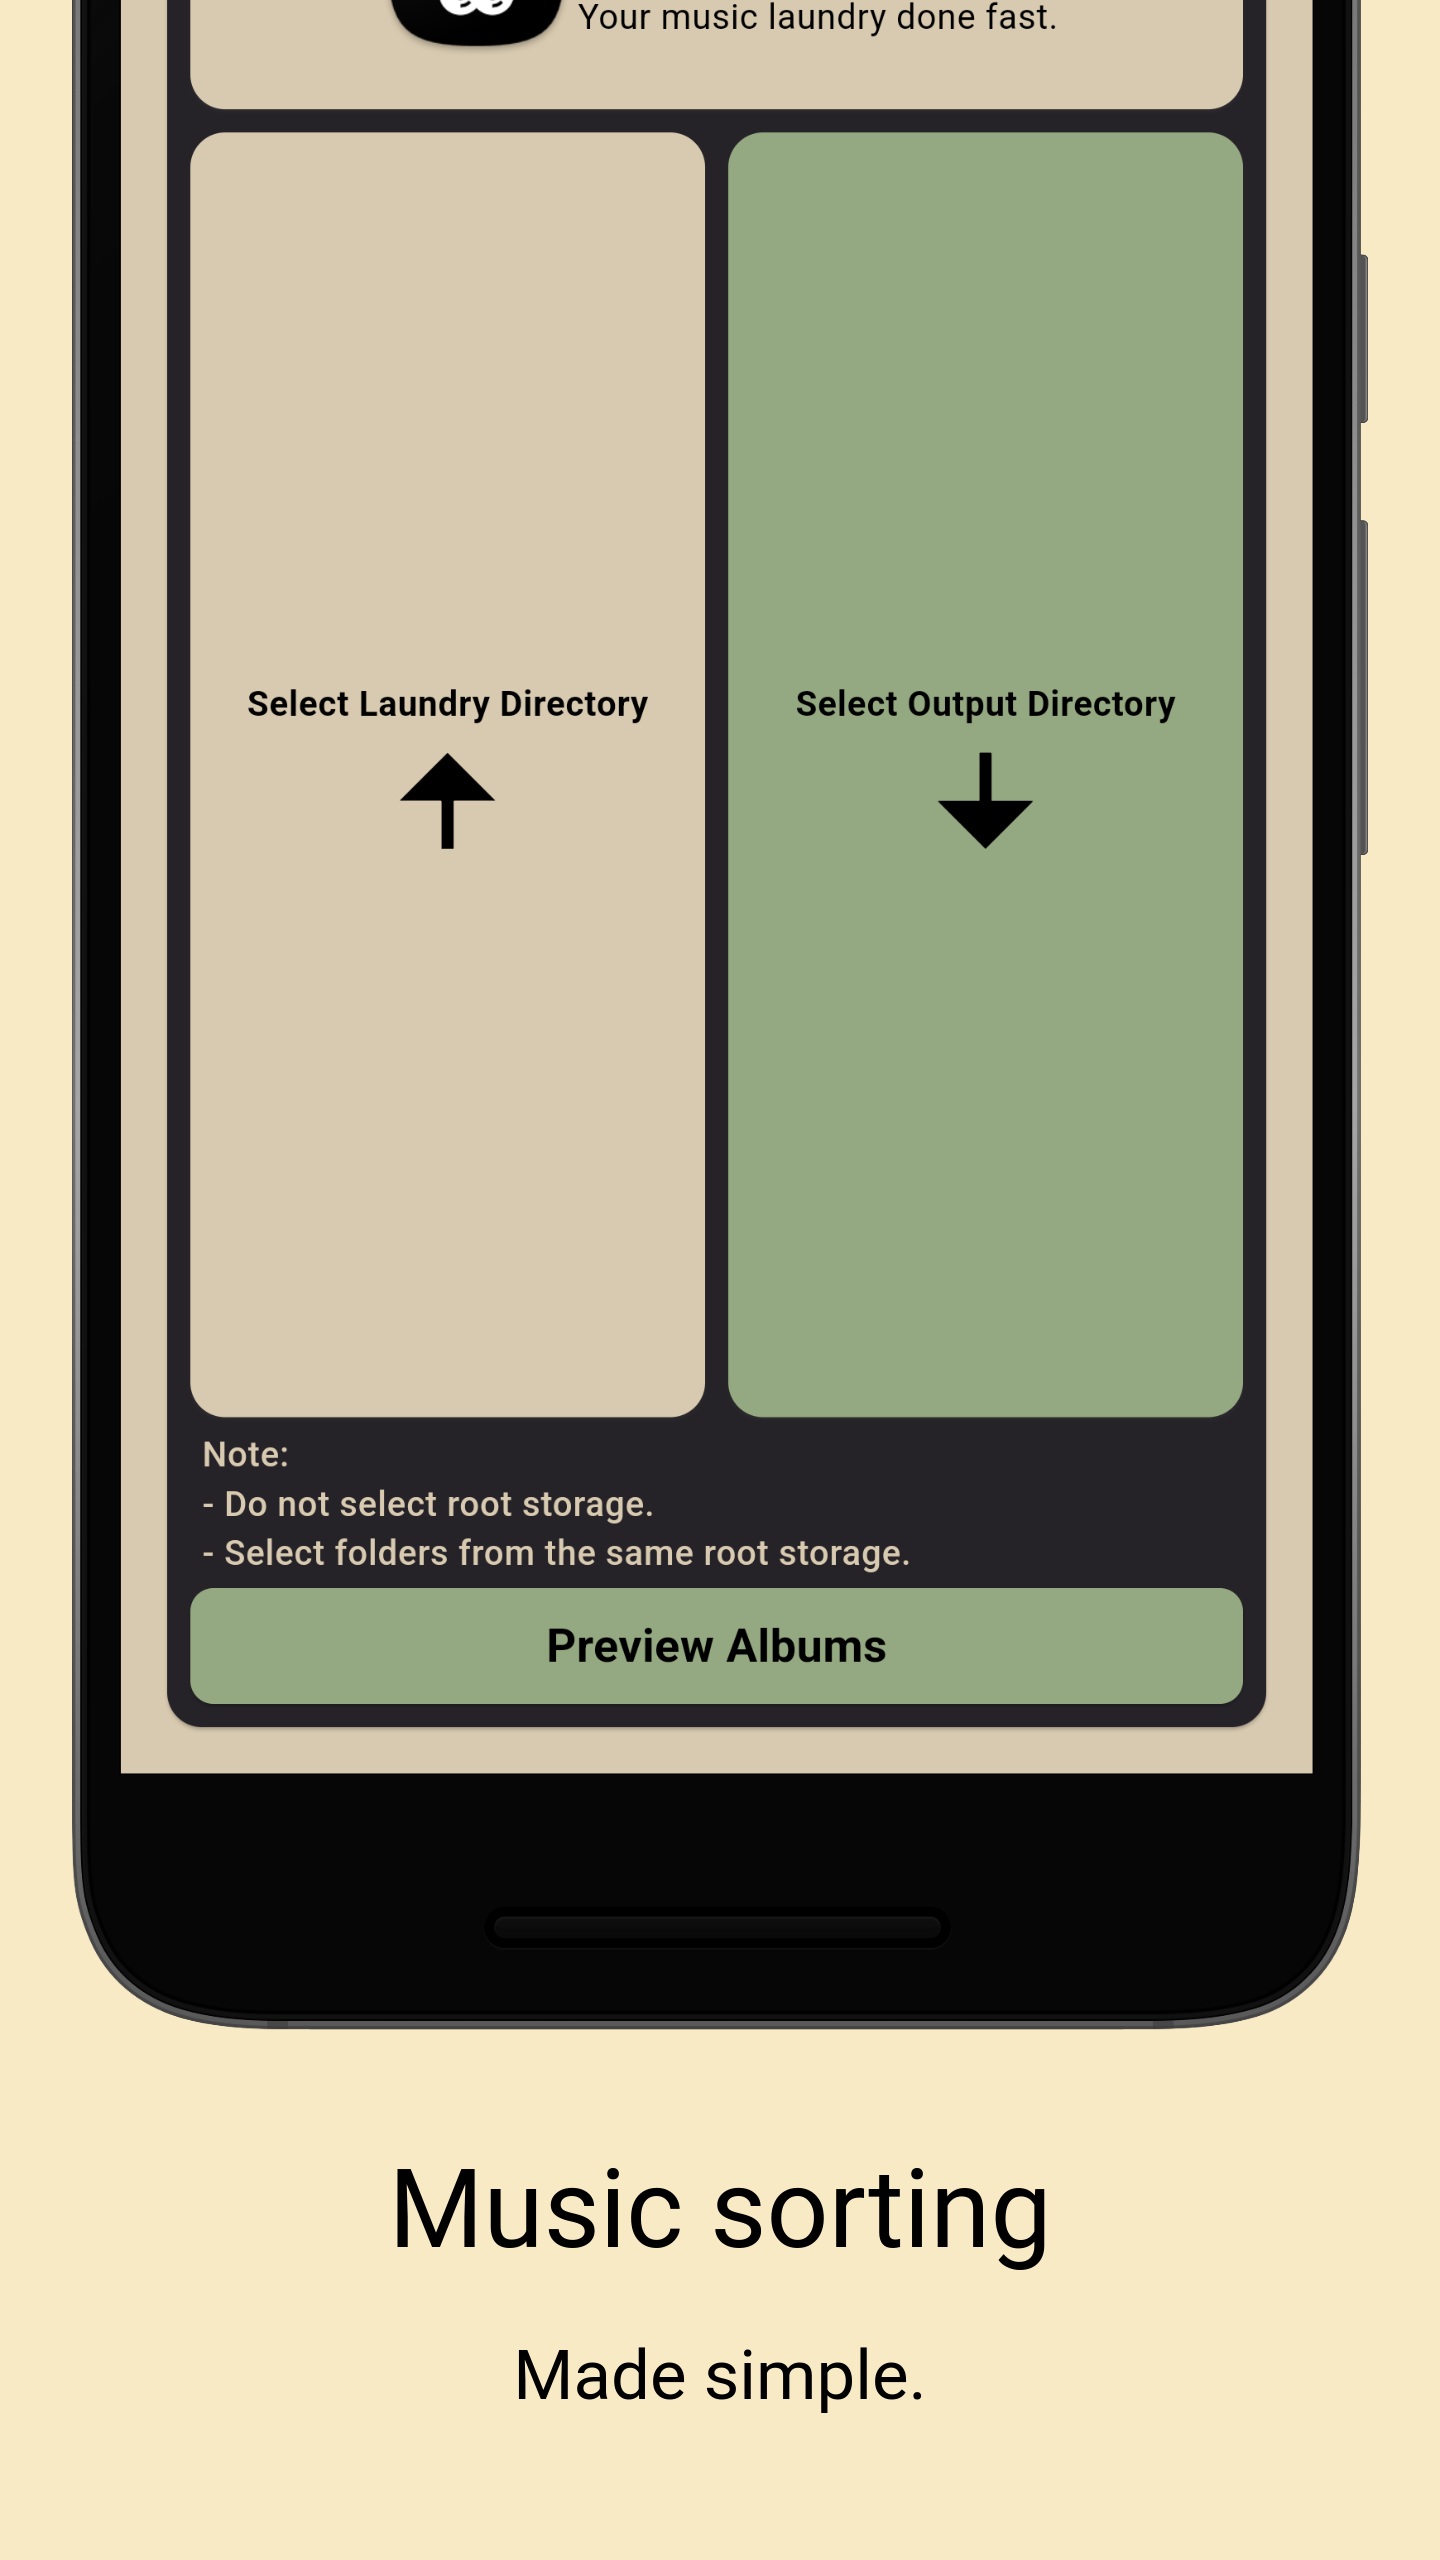 Your music laundry done fast.
Select Laundry Directory
Select Output Directory
Note:
- Do not select root storage.
- Select folders from the same root storage.
Preview Albums
Music sorting
Made simple.